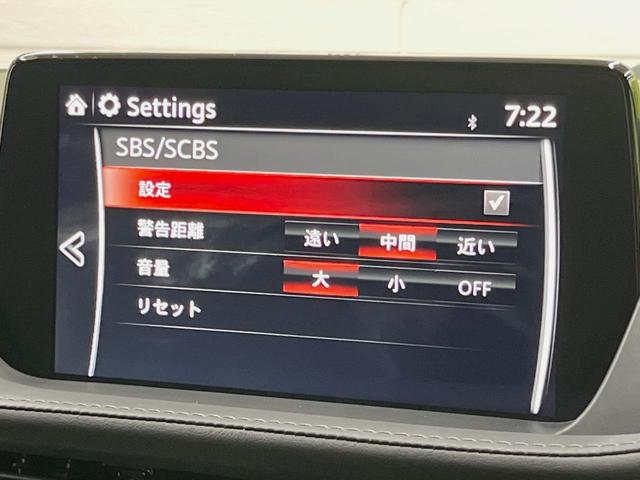 Settings 7:22
SBS/SCBS
設定
警告距離 遠い 中間 近い
音量 大 小 OFF
リセット